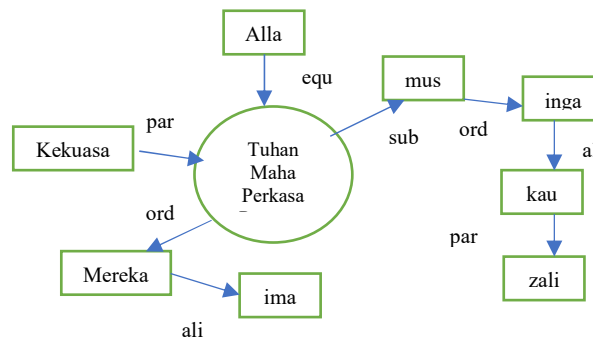 Alla
equ
mus
inga
par
sub
ord
a
Kekuasa
Tuhan
Maha
Perkasa
kau
ord
par
Mereka
ima
zali
ali